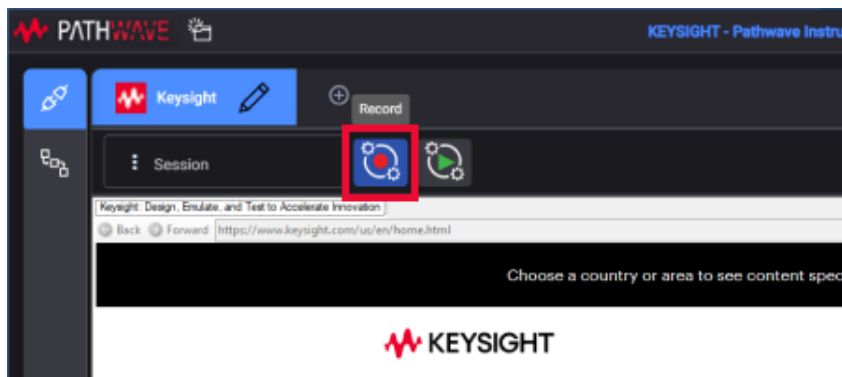 PATHWAVE
KEYSIGHT - Pathwave Instru
Keysight
Record
Session
Keysight: Design, Emulate, and Test to Accelerate Innovation
Back Forward https://www.keysight.com/us/en/home.html
Choose a country or area to see content spec
KEYSIGHT